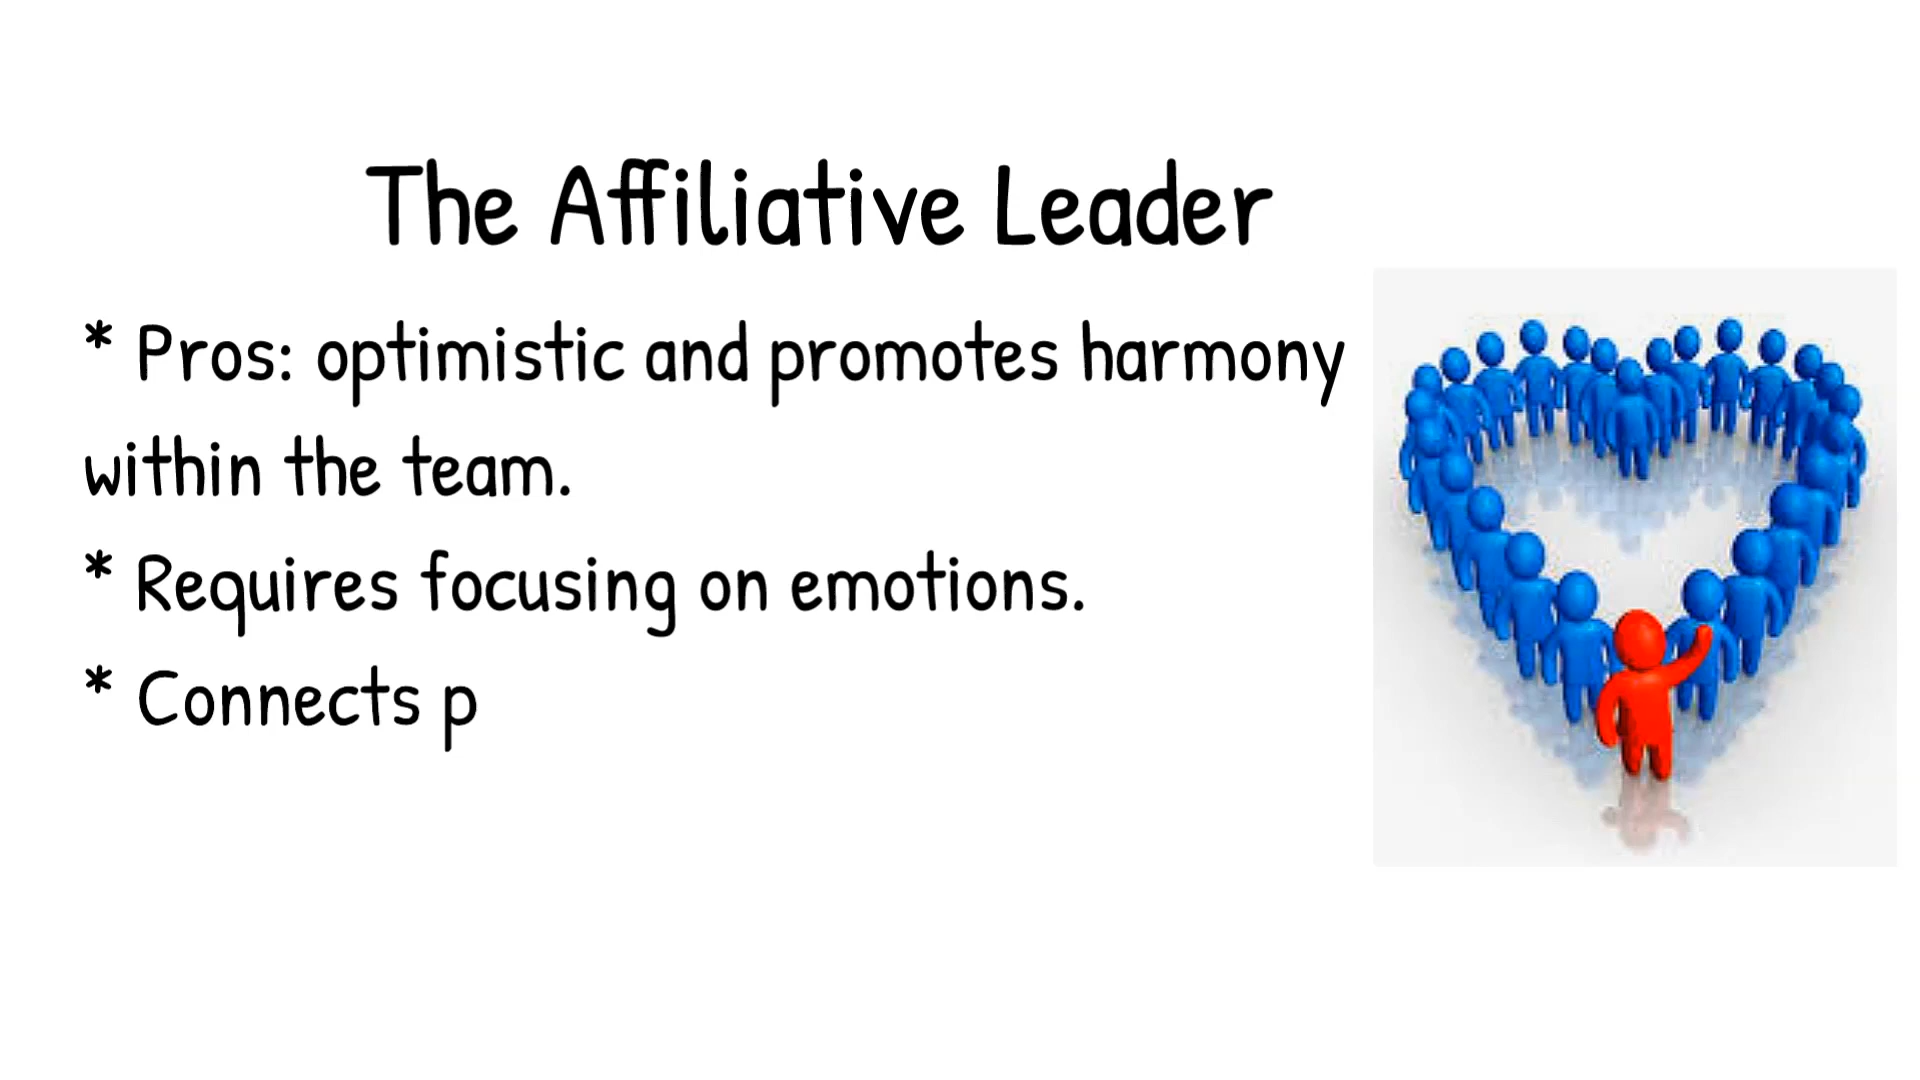 The Affiliative Leader
* Pros: optimistic and promotes harmony
within the team.
* Requires focusing on emotions.
* Connects p